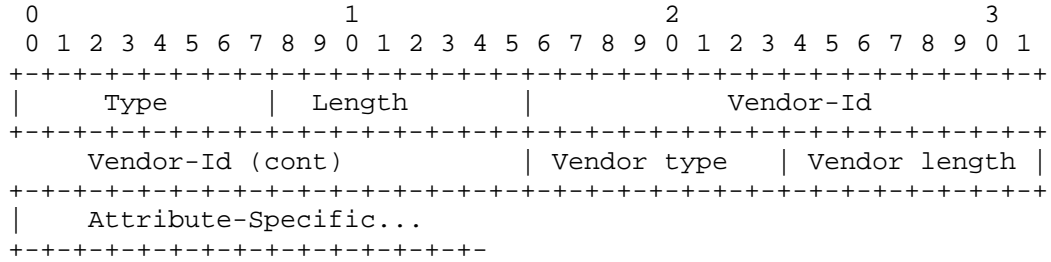 0                   1                   2                   3
 0 1 2 3 4 5 6 7 8 9 0 1 2 3 4 5 6 7 8 9 0 1 2 3 4 5 6 7 8 9 0 1
+-+-+-+-+-+-+-+-+-+-+-+-+-+-+-+-+-+-+-+-+-+-+-+-+-+-+-+-+-+-+-+-+
|     Type      |  Length       |            Vendor-Id
+-+-+-+-+-+-+-+-+-+-+-+-+-+-+-+-+-+-+-+-+-+-+-+-+-+-+-+-+-+-+-+-+
     Vendor-Id (cont)           | Vendor type   | Vendor length |
+-+-+-+-+-+-+-+-+-+-+-+-+-+-+-+-+-+-+-+-+-+-+-+-+-+-+-+-+-+-+-+-+
|    Attribute-Specific...
+-+-+-+-+-+-+-+-+-+-+-+-+-+-+-